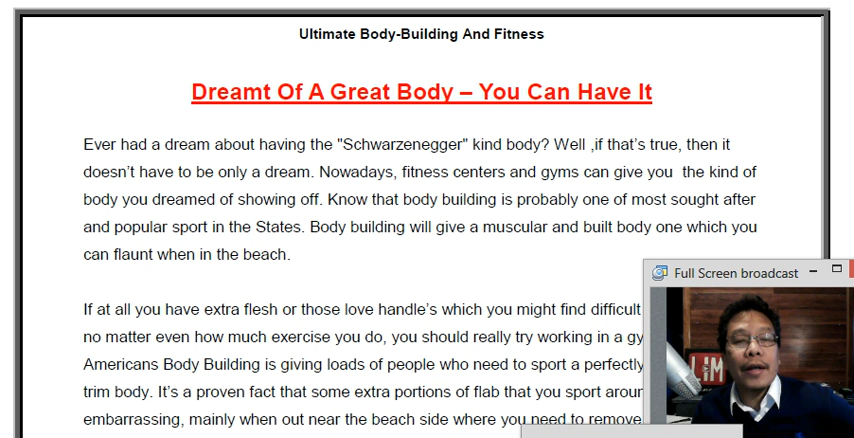 Ultimate Body-Building And Fitness
Dreamt Of A Great Body – You Can Have It
Ever had a dream about having the "Schwarzenegger" kind body? Well ,if that’s true, then it
doesn’t have to be only a dream. Nowadays, fitness centers and gyms can give you  the kind of
body you dreamed of showing off. Know that body building is probably one of most sought after
and popular sport in the States. Body building will give a muscular and built body one which you
can flaunt when in the beach.
Full Screen broadcast
If at all you have extra flesh or those love handle’s which you might find difficult
no matter even how much exercise you do, you should really try working in a gy
Americans Body Building is giving loads of people who need to sport a perfectly
trim body. It’s a proven fact that some extra portions of flab that you sport aroun
embarrassing, mainly when out near the beach side where you need to remove
LIM